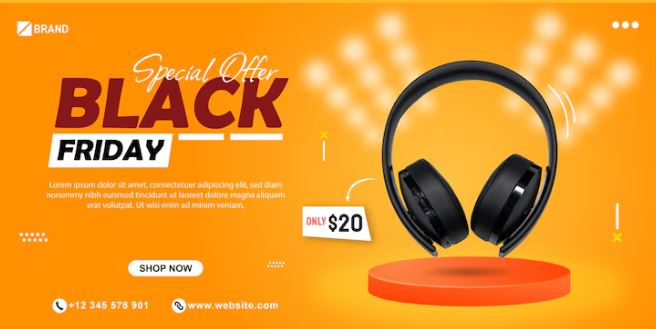 BRAND
Special Offer
BLACK
FRIDAY
Lorem ipsum dolor sit amet, consectetuer adipiscing elit, sed diam
nonummy nibh euismod tincidunt ut laoreet dolore magna aliquam
erat volutpat. Ut wisi enim ad minim veniam,
ONLY $20
SHOP NOW
+12 345 578 901
www.website.com